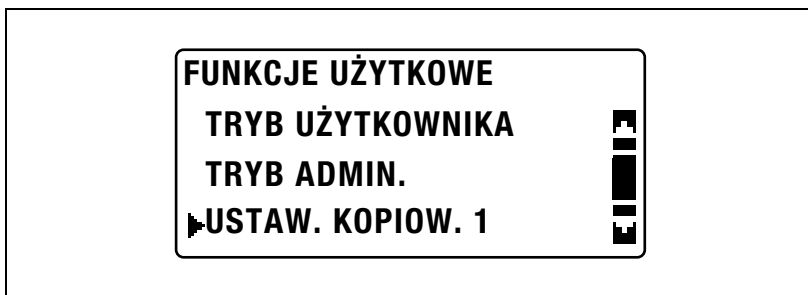 FUNKCJE UŻYTKOWE
TRYB UŻYTKOWNIKA
TRYB ADMIN.
USTAW. KOPIOW. 1